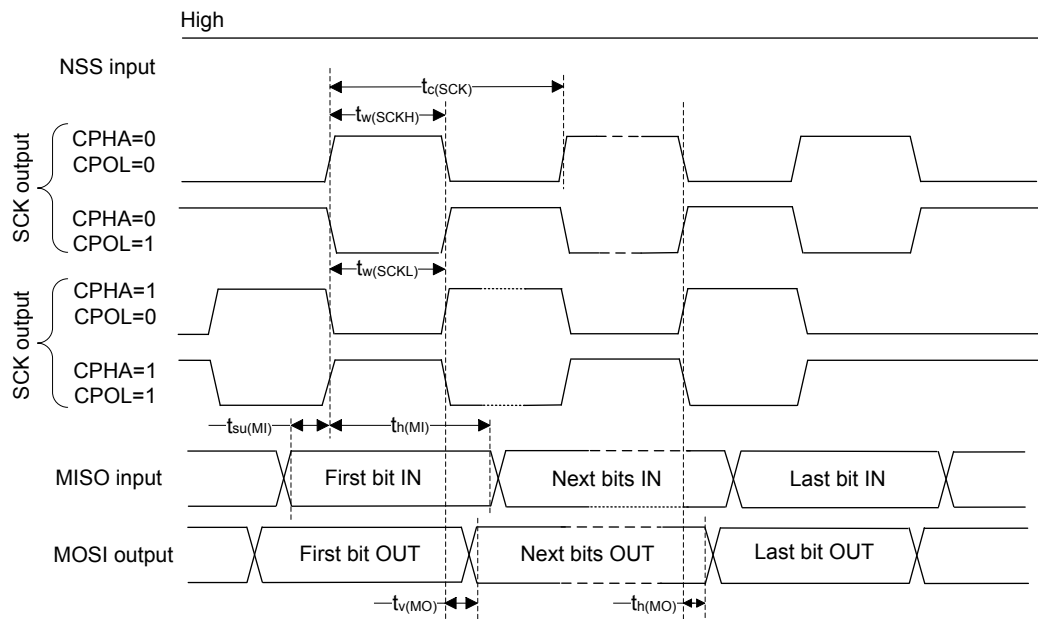 High
NSS input
tc(SCK)
tw(SCKH)
SCK output
CPHA=0
CPOL=0
CPHA=0
CPOL=1
tw(SCKL)
SCK output
CPHA=1
CPOL=0
CPHA=1
CPOL=1
tsu(MI)
th(MI)
MISO input
First bit IN
Next bits IN
Last bit IN
MOSI output
First bit OUT
Next bits OUT
Last bit OUT
tv(MO)
th(MO)